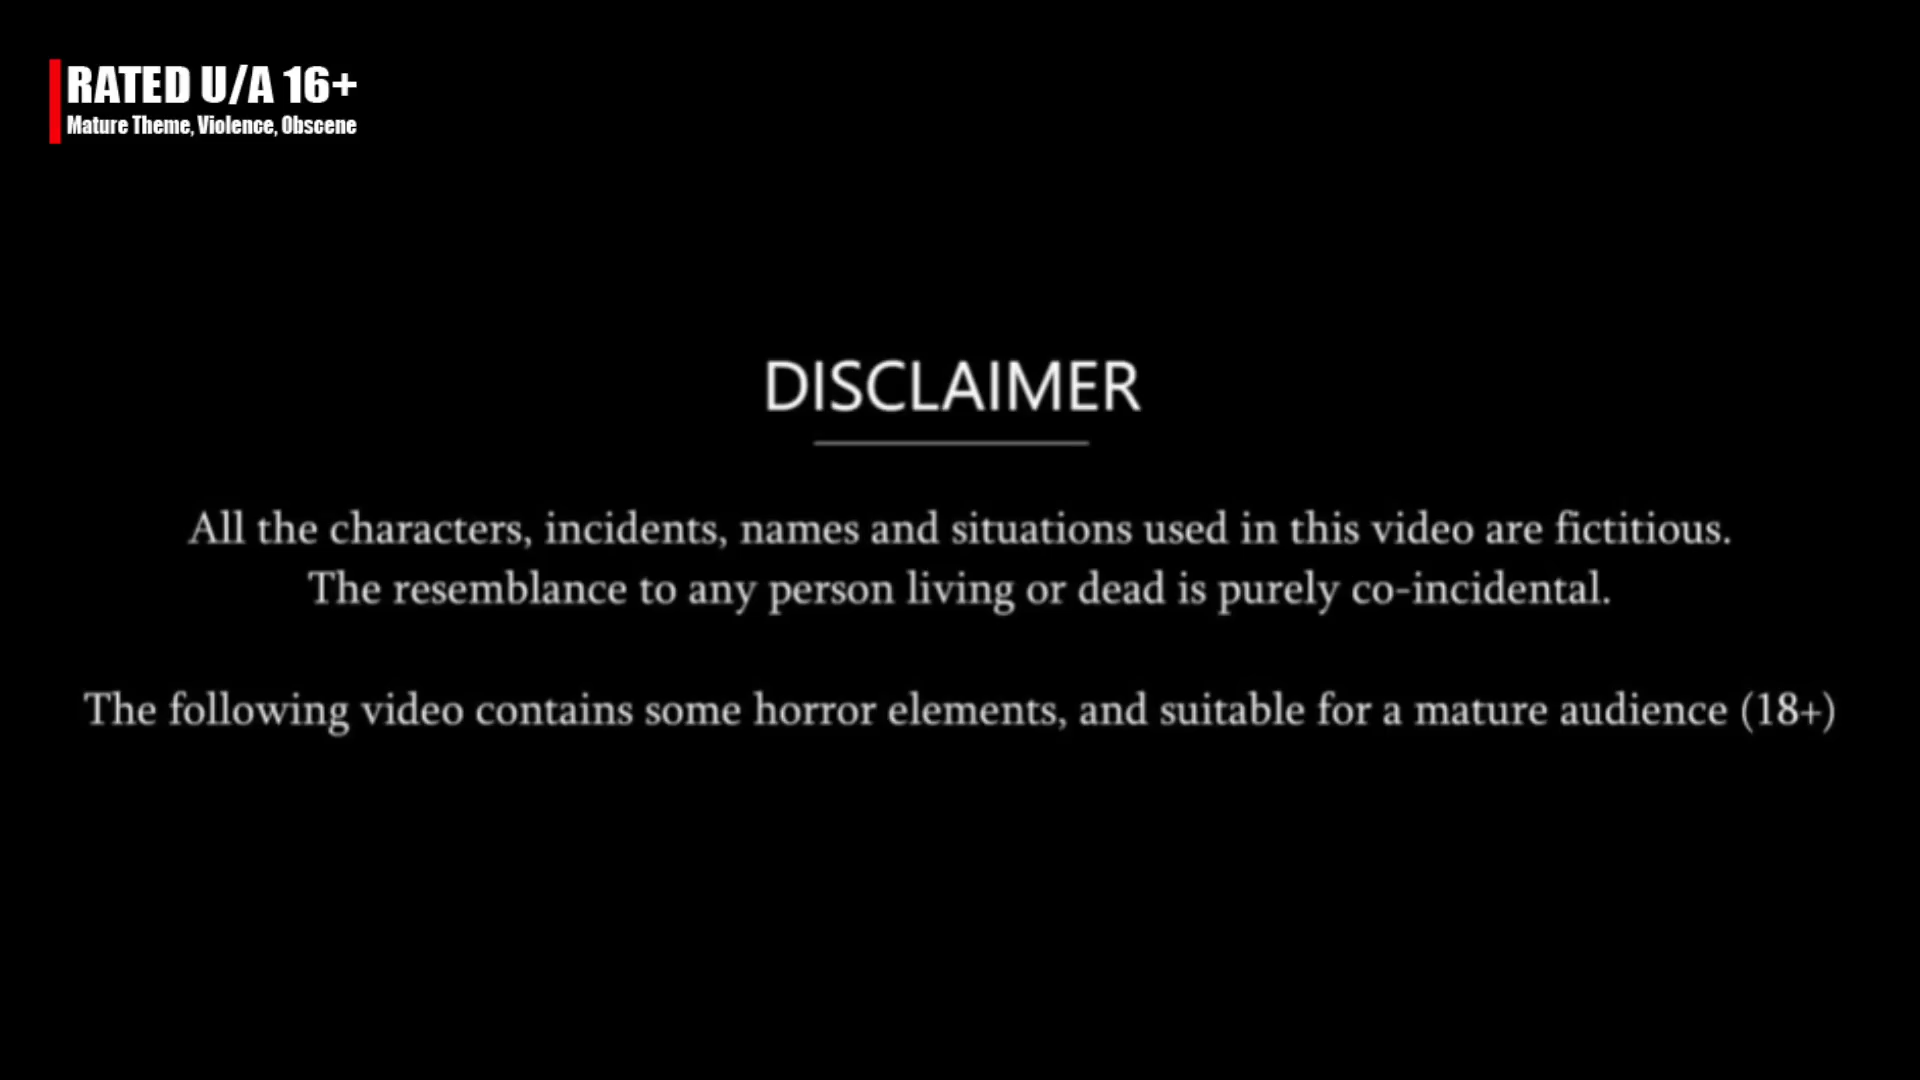 RATED U/A 16+
Mature Theme, Violence, Obscene
DISCLAIMER
All the characters, incidents, names and situations used in this video are fictitious.
The resemblance to any person living or dead is purely co-incidental.
The following video contains some horror elements, and suitable for a mature audience (18+)